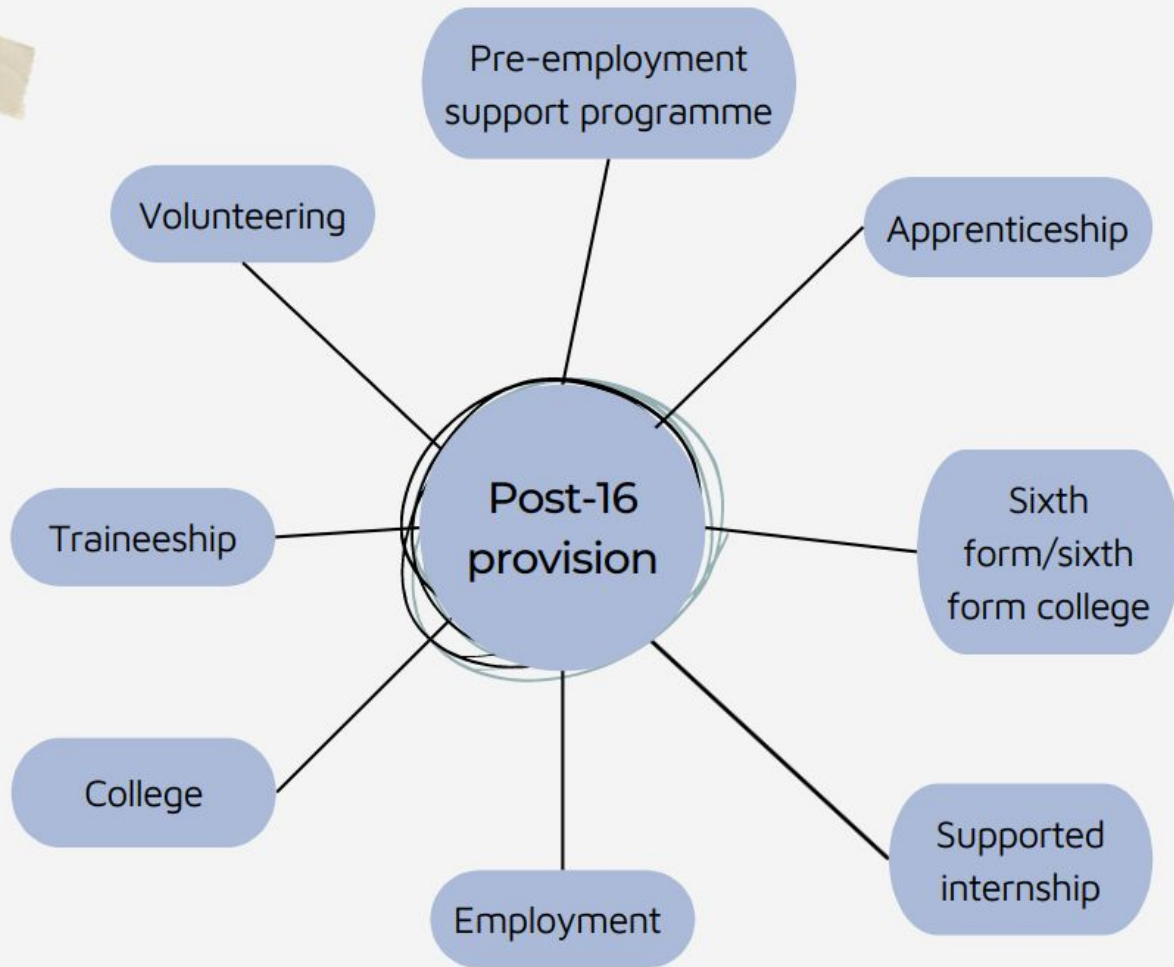 Pre-employment
support programme
Volunteering
Apprenticeship
Post-16
provision
Sixth
form/sixth
form college
Traineeship
College
Supported
internship
Employment